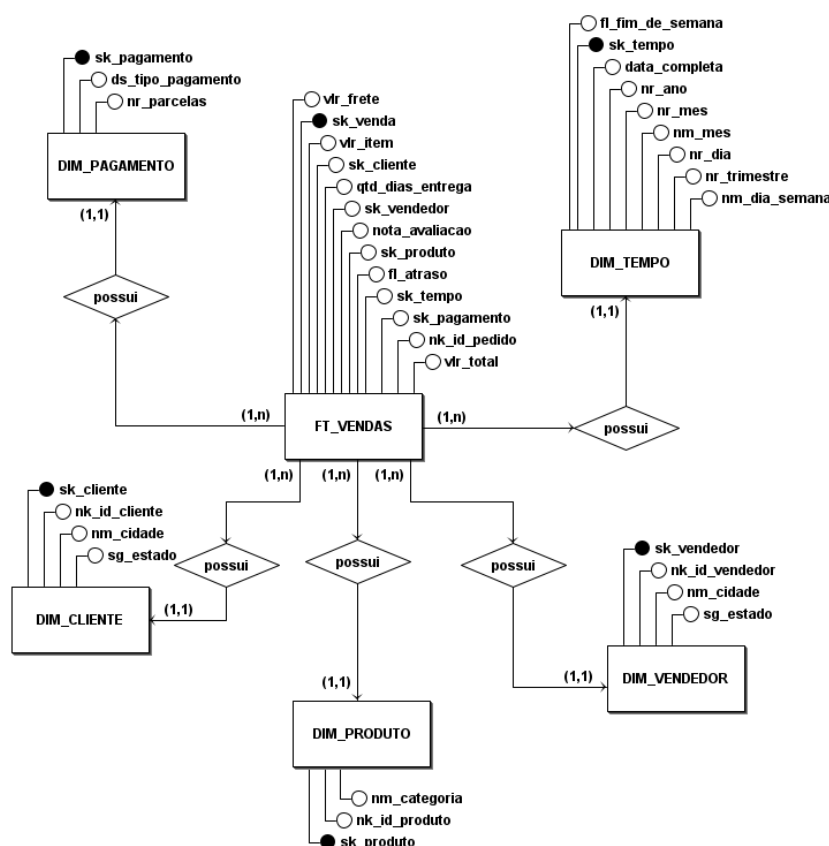 sk_pagamento
ds_tipo_pagamento
nr_parcelas
DIM_PAGAMENTO
(1,1)
possui
(1,n)
vlr_frete
sk_venda
vlr_item
sk_cliente
qtd_dias_entrega
sk_vendedor
nota_avaliacao
sk_produto
fl_atraso
sk_tempo
sk_pagamento
nk_id_pedido
vlr_total
FT_VENDAS
fl_fim_de_semana
sk_tempo
data_completa
nr_ano
nr_mes
nm_mes
nr_dia
nr_trimestre
nm_dia_semana
DIM_TEMPO
(1,1)
(1,n)
possui
(1,n)
(1,n)
(1,n)
sk_cliente
nk_id_cliente
nm_cidade
sg_estado
DIM_CLIENTE
possui
(1,1)
possui
(1,1)
DIM_PRODUTO
nm_categoria
nk_id_produto
sk_produto
possui
sk_vendedor
nk_id_vendedor
nm_cidade
sg_estado
DIM_VENDEDOR
(1,1)